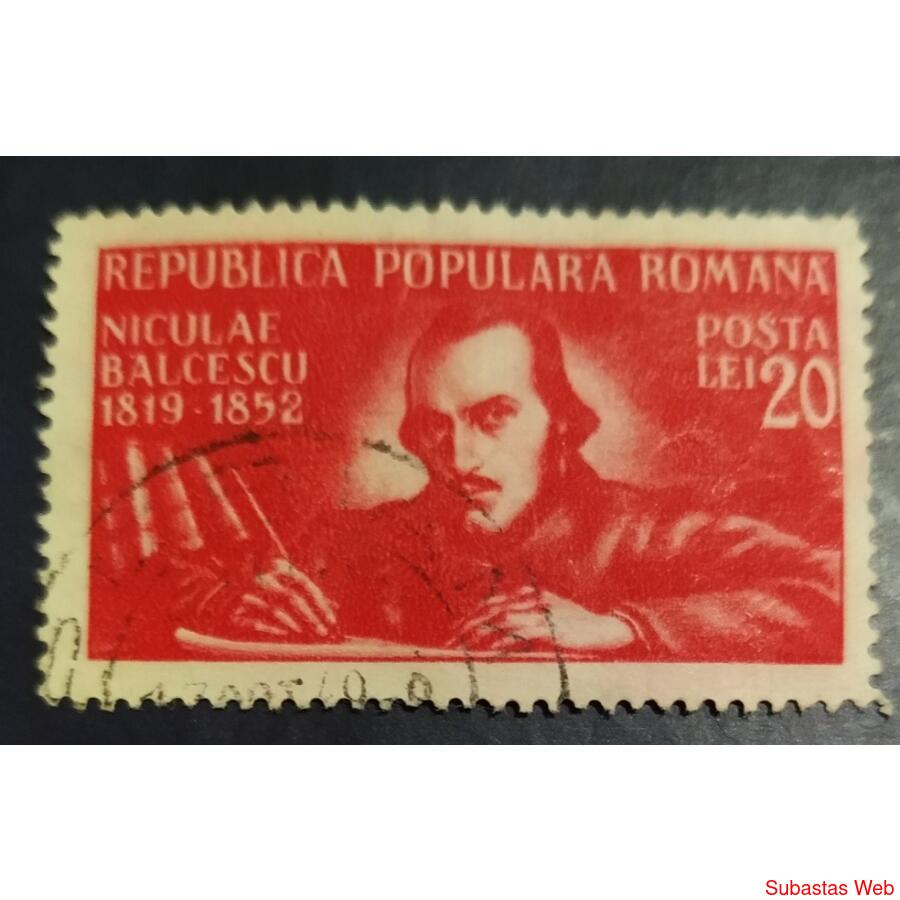 REPUBLICA POPULARA ROMANA
NICULAE
BALCESCU
1819-1852
POSTA
LEI 20
Subastas Web